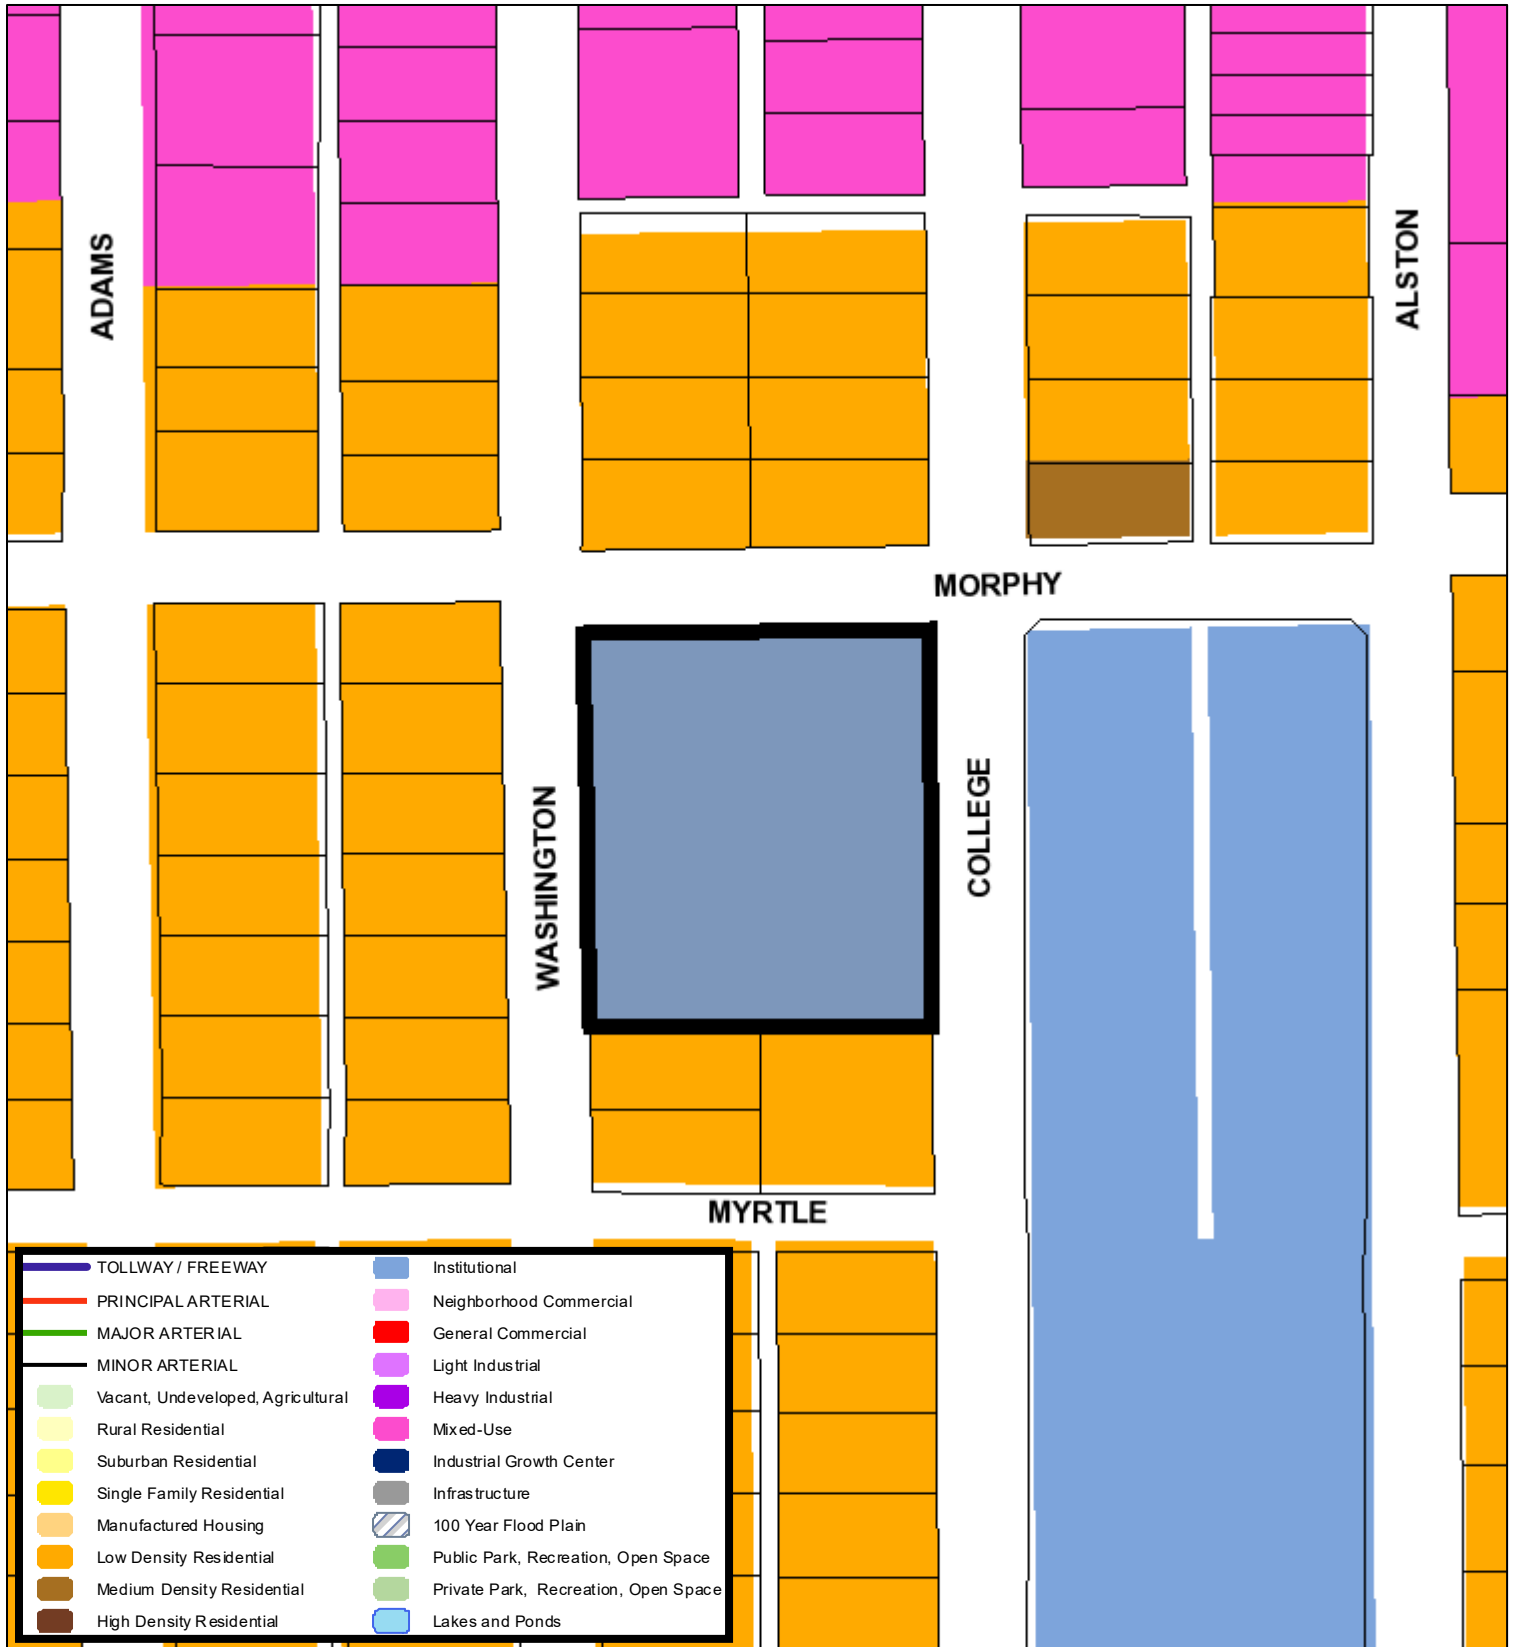 ADAMS
ALSTON
MORPHY
WASHINGTON
COLLEGE
MYRTLE
TOLLWAY / FREEWAY
PRINCIPAL ARTERIAL
MAJOR ARTERIAL
MINOR ARTERIAL
Vacant, Undeveloped, Agricultural
Rural Residential
Suburban Residential
Single Family Residential
Manufactured Housing
Low Density Residential
Medium Density Residential
High Density Residential
Institutional
Neighborhood Commercial
General Commercial
Light Industrial
Heavy Industrial
Mixed-Use
Industrial Growth Center
Infrastructure
100 Year Flood Plain
Public Park, Recreation, Open Space
Private Park, Recreation, Open Space
Lakes and Ponds